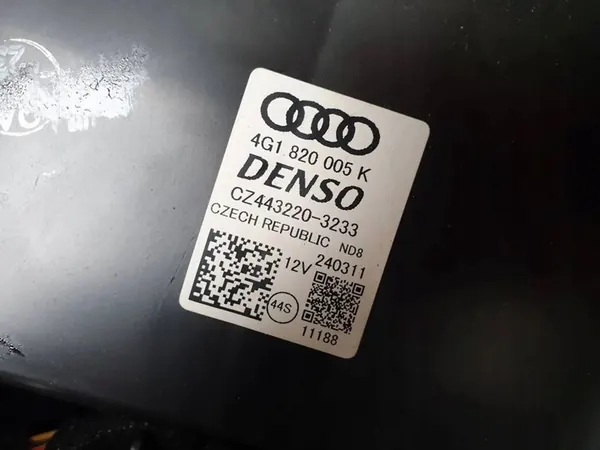 4G1 820 005 K
DENSO
CZ443220-3233
CZECH REPUBLIC ND8
12V 240311
44S
11188